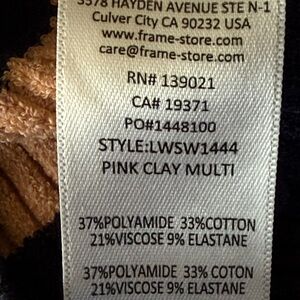 3578 HAYDEN AVENUE STE N-1
Culver City CA 90232 USA
www.frame-store.com
care@frame-store.com
RN# 139021
CA# 19371
PO#1448100
STYLE:LWSW1444
PINK CLAY MULTI
37%POLYAMIDE 33%COTTON
21%VISCOSE 9% ELASTANE
37%POLYAMIDE 33% COTON
21%VISCOSE 9% ELASTANE